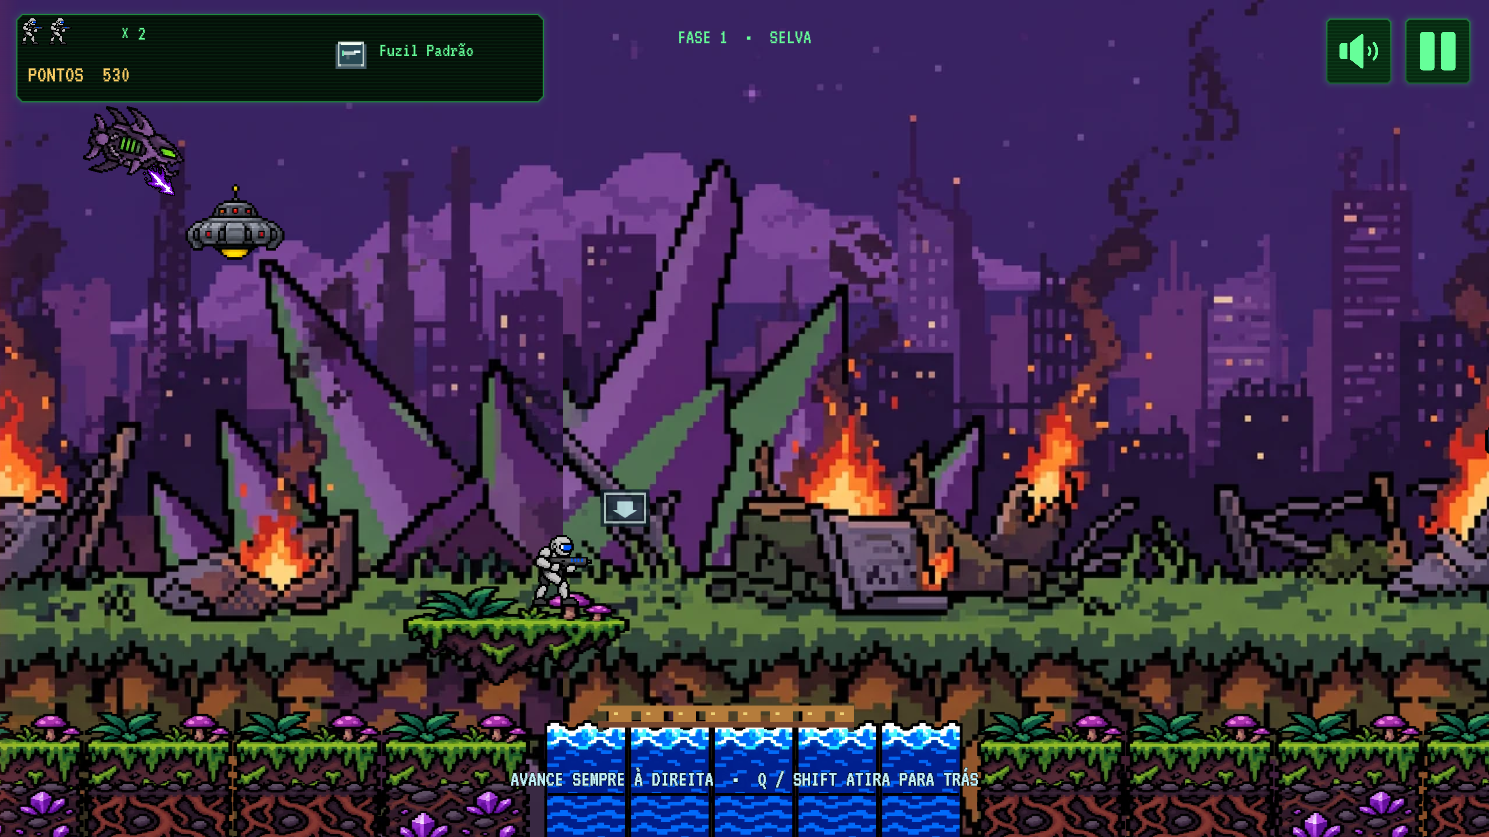 X 2
Fuzil Padrão
PONTOS 530
FASE 1 • SELVA
AVANCE SEMPRE À DIREITA • Q / SHIFT ATIRA PARA TRÁS